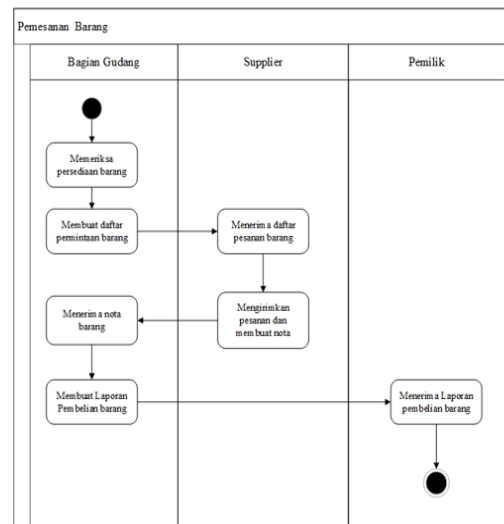 Pemesanan Barang
Bagian Gudang
Supplier
Pemilik
Memeriksa
persediaan barang
Membuat daftar
permintaan barang
Menerima daftar
pesanan barang
Mengirimkan
pesanan dan
membuat nota
Menerima nota
barang
Membuat Laporan
Pembelian barang
Menerima Laporan
pembelian barang